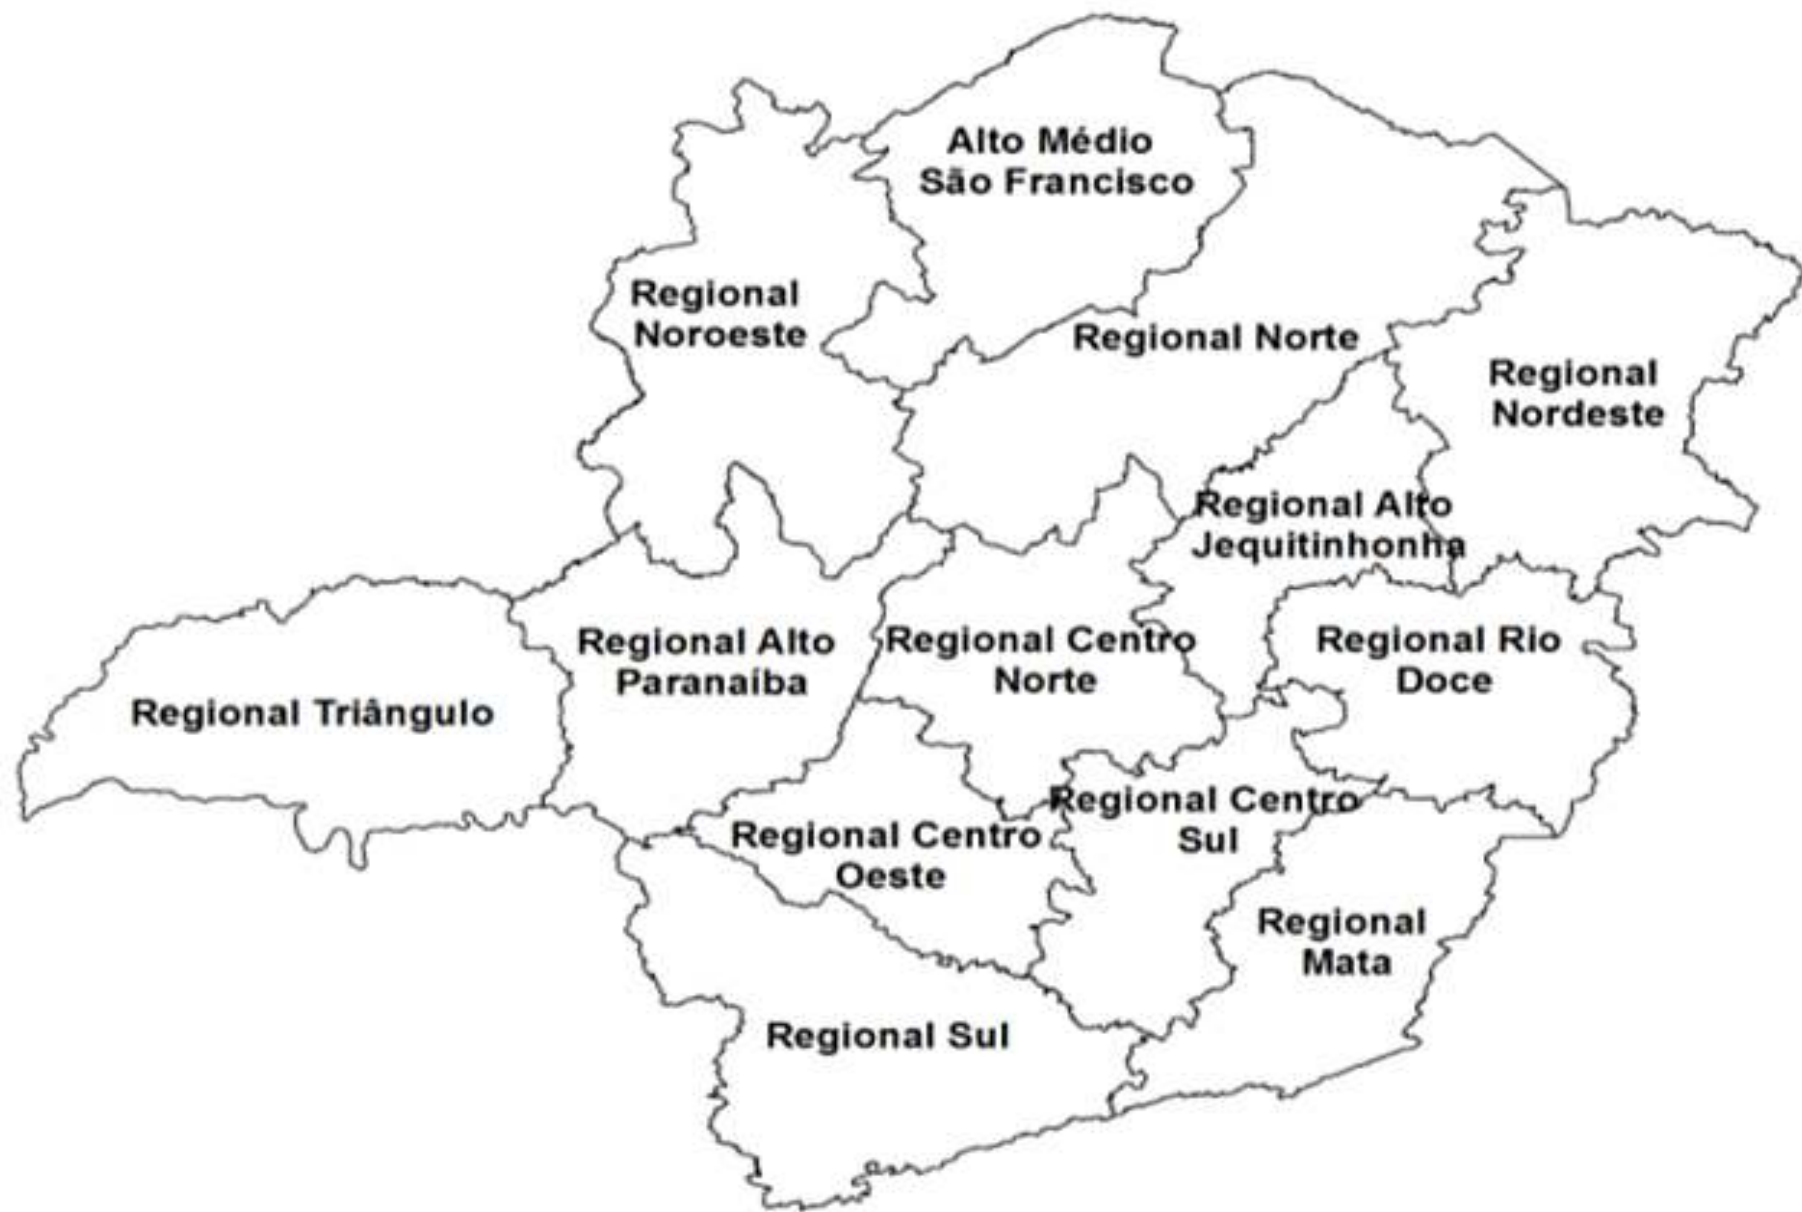 Alto Médio
São Francisco
Regional
Noroeste
Regional Norte
Regional
Nordeste
Regional Alto
Jequitinhonha
Regional Alto
Paranaíba
Regional Centro
Norte
Regional Rio
Doce
Regional Triângulo
Regional Centro
Oeste
Regional Centro
Sul
Regional
Mata
Regional Sul